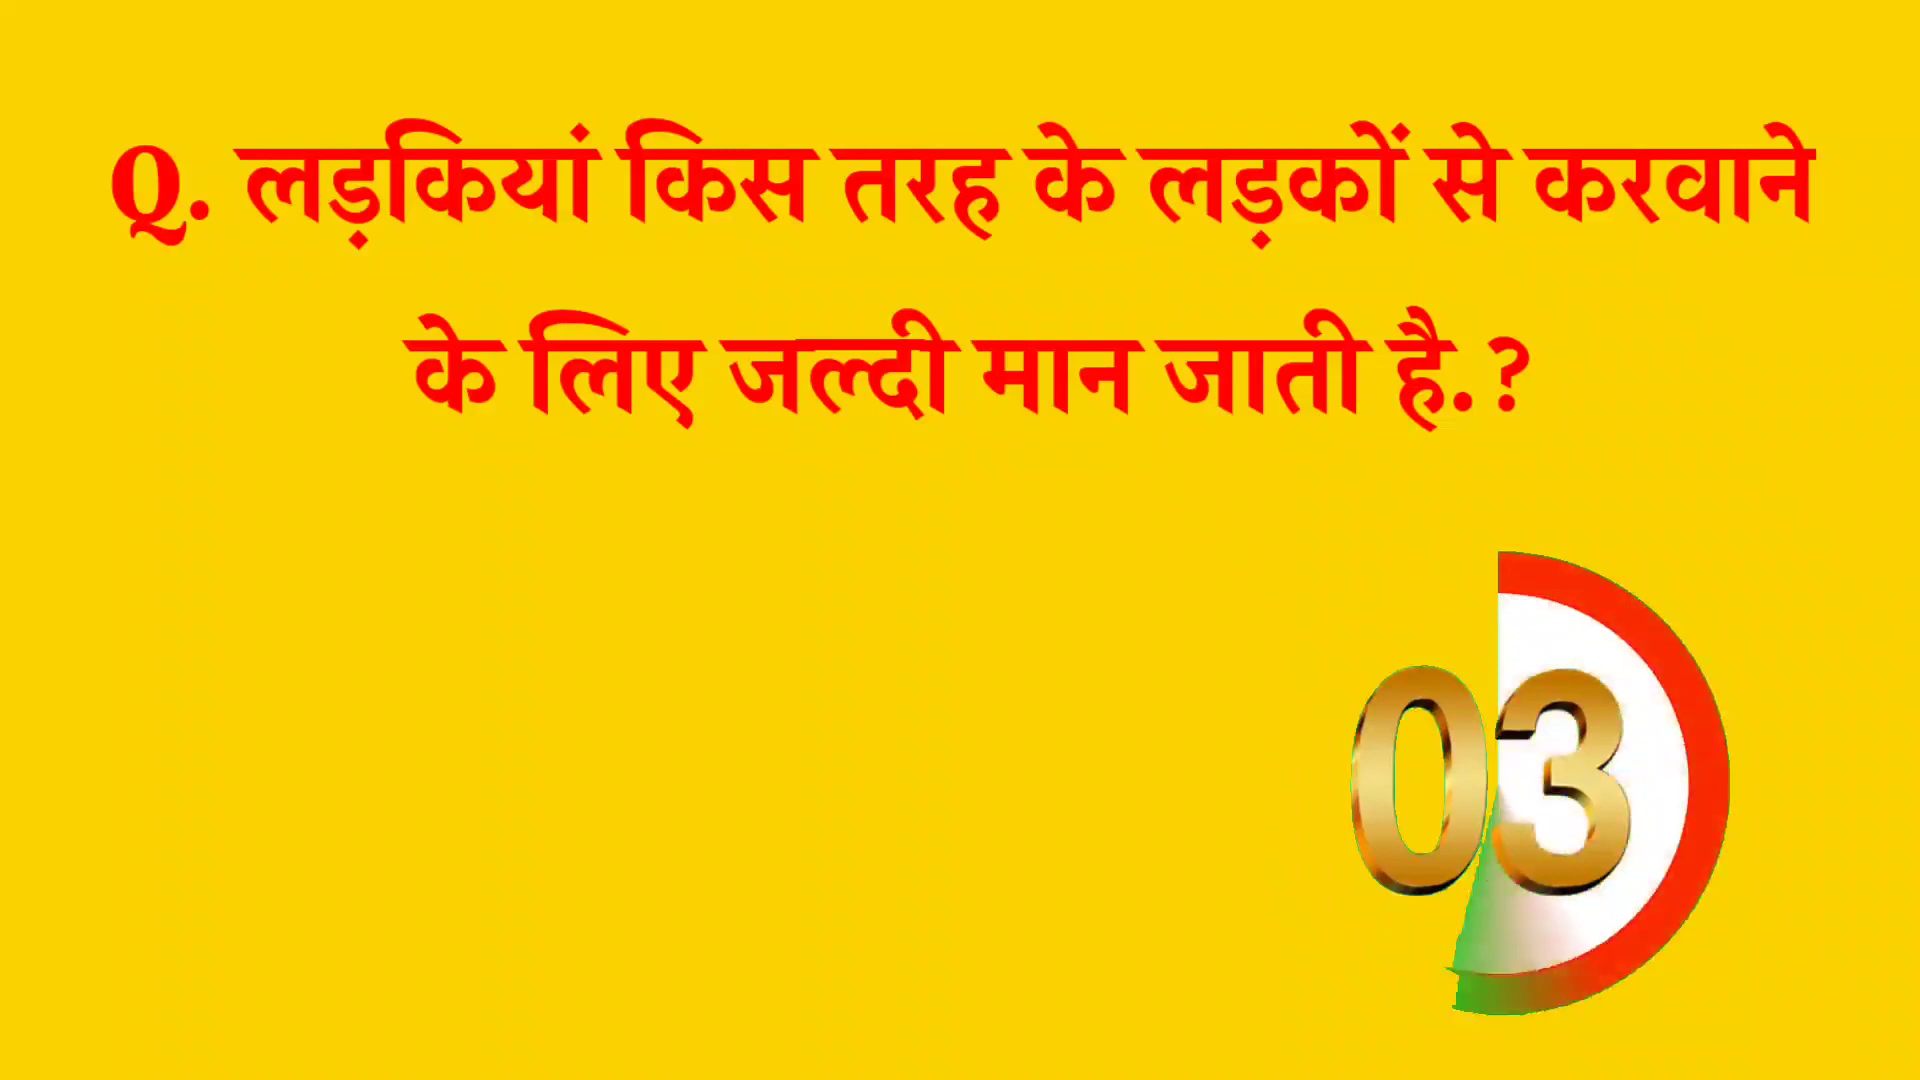 Q. लड़कियां किस तरह के लड़कों से करवाने
के लिए जल्दी मान जाती है.?
03